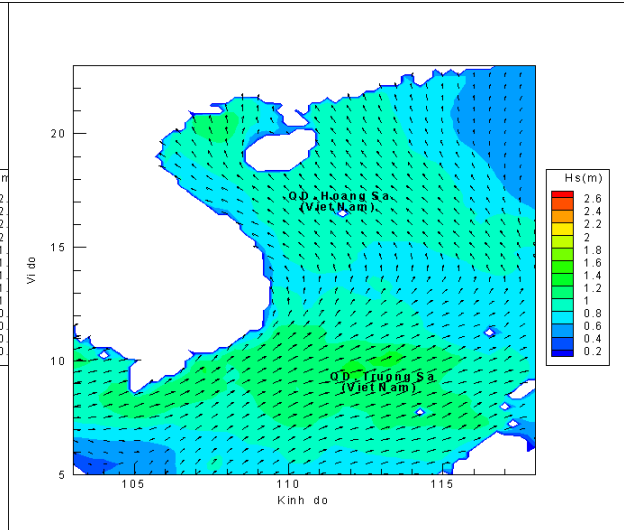 20
15
10
5
Vi do
105
110
115
Kinh do
QD. Hoang Sa
(Viet Nam)
QD. Truong Sa
(Viet Nam)
Hs(m)
2.6
2.4
2.2
2
1.8
1.6
1.4
1.2
1
0.8
0.6
0.4
0.2